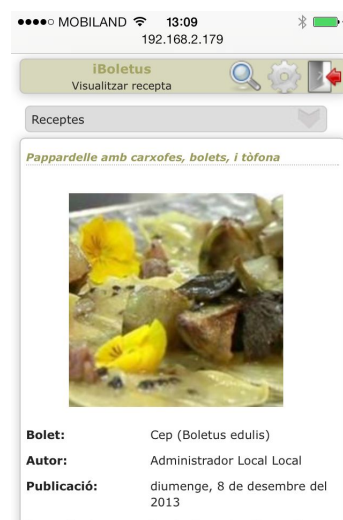 MOBILAND 13:09
192.168.2.179
iBoletus
Visualitzar recepta
Receptes
Pappardelle amb carxofes, bolets, i tòfona
Bolet: Cep (Boletus edulis)
Autor: Administrador Local Local
Publicació: diumenge, 8 de desembre del
2013